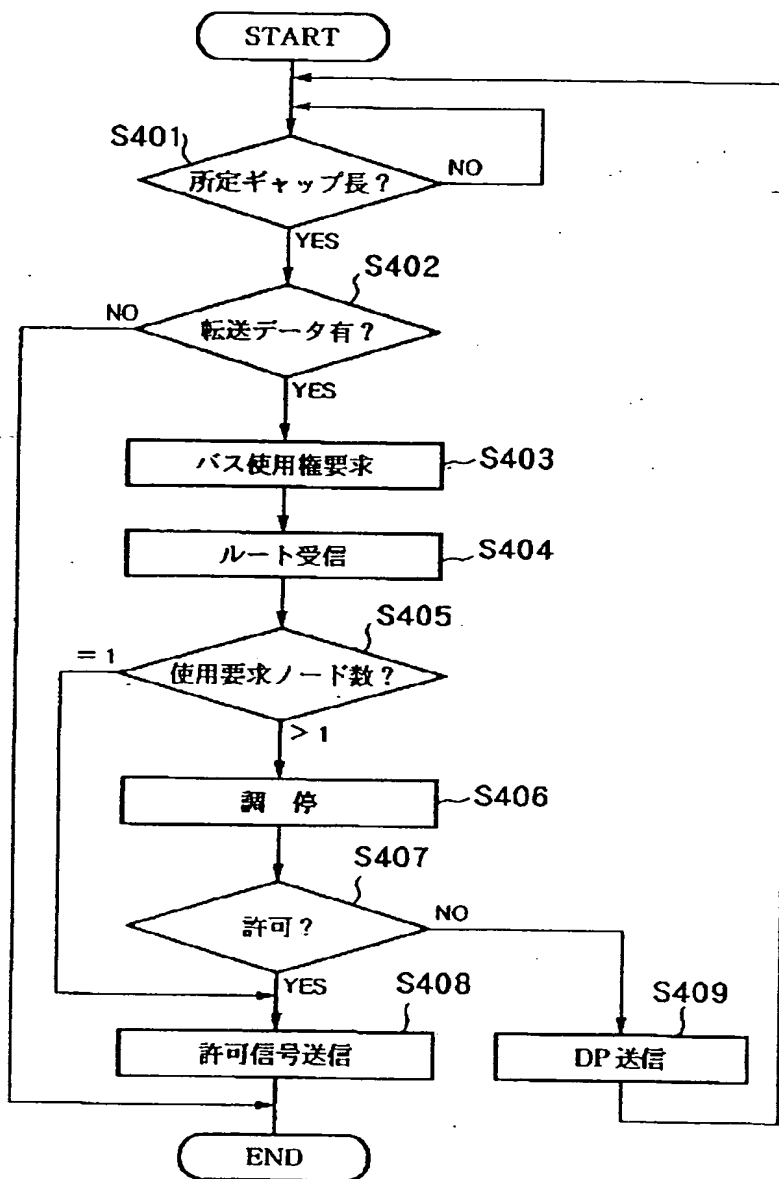 START
S401
所定ギャップ長？
NO
YES
S402
NO
転送データ有？
YES
バス使用権要求
S403
ルート受信
S404
S405
= 1
使用要求ノード数？
> 1
調 停
S406
S407
許可？
NO
YES
S408
S409
許可信号送信
DP 送信
END